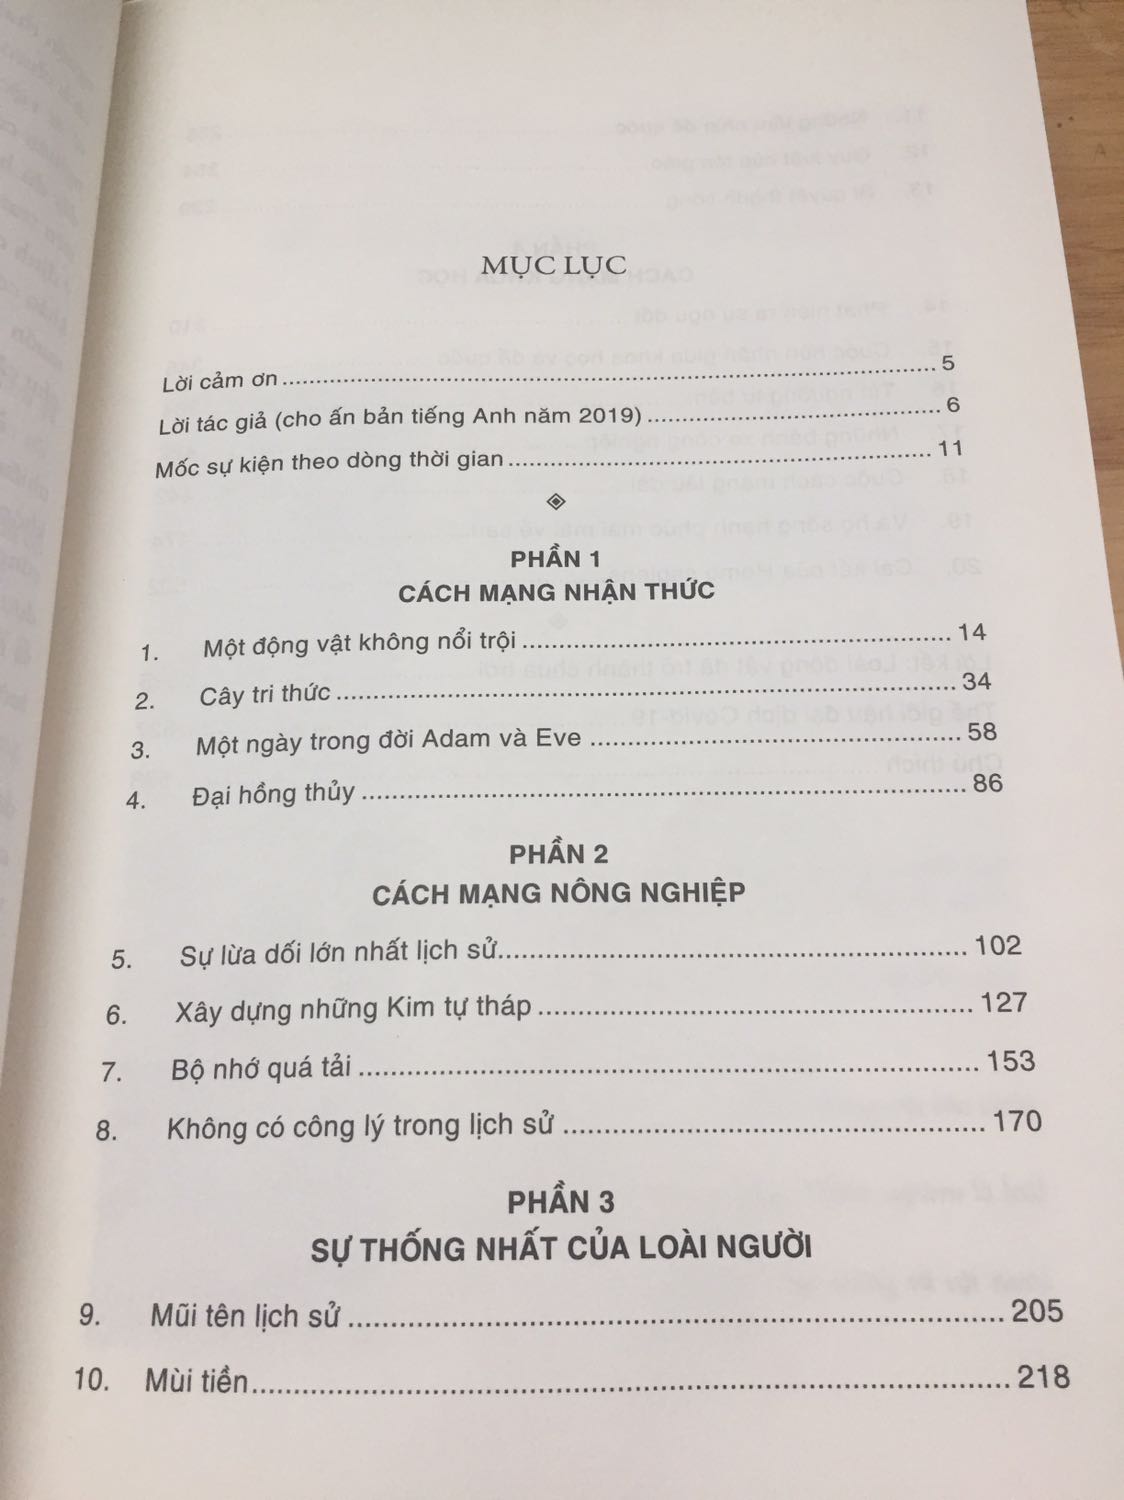 MỤC LỤC
Lời cảm ơn 5
Lời tác giả (cho ấn bản tiếng Anh năm 2019) 6
Mốc sự kiện theo dòng thời gian 11
PHẦN 1
CÁCH MẠNG NHẬN THỨC
1. Một động vật không nổi trội 14
2. Cây tri thức 34
3. Một ngày trong đời Adam và Eve 58
4. Đại hồng thủy 86
PHẦN 2
CÁCH MẠNG NÔNG NGHIỆP
5. Sự lừa dối lớn nhất lịch sử 102
6. Xây dựng những Kim tự tháp 127
7. Bộ nhớ quá tải 153
8. Không có công lý trong lịch sử 170
PHẦN 3
SỰ THỐNG NHẤT CỦA LOÀI NGƯỜI
9. Mũi tên lịch sử 205
10. Mùi tiền 218